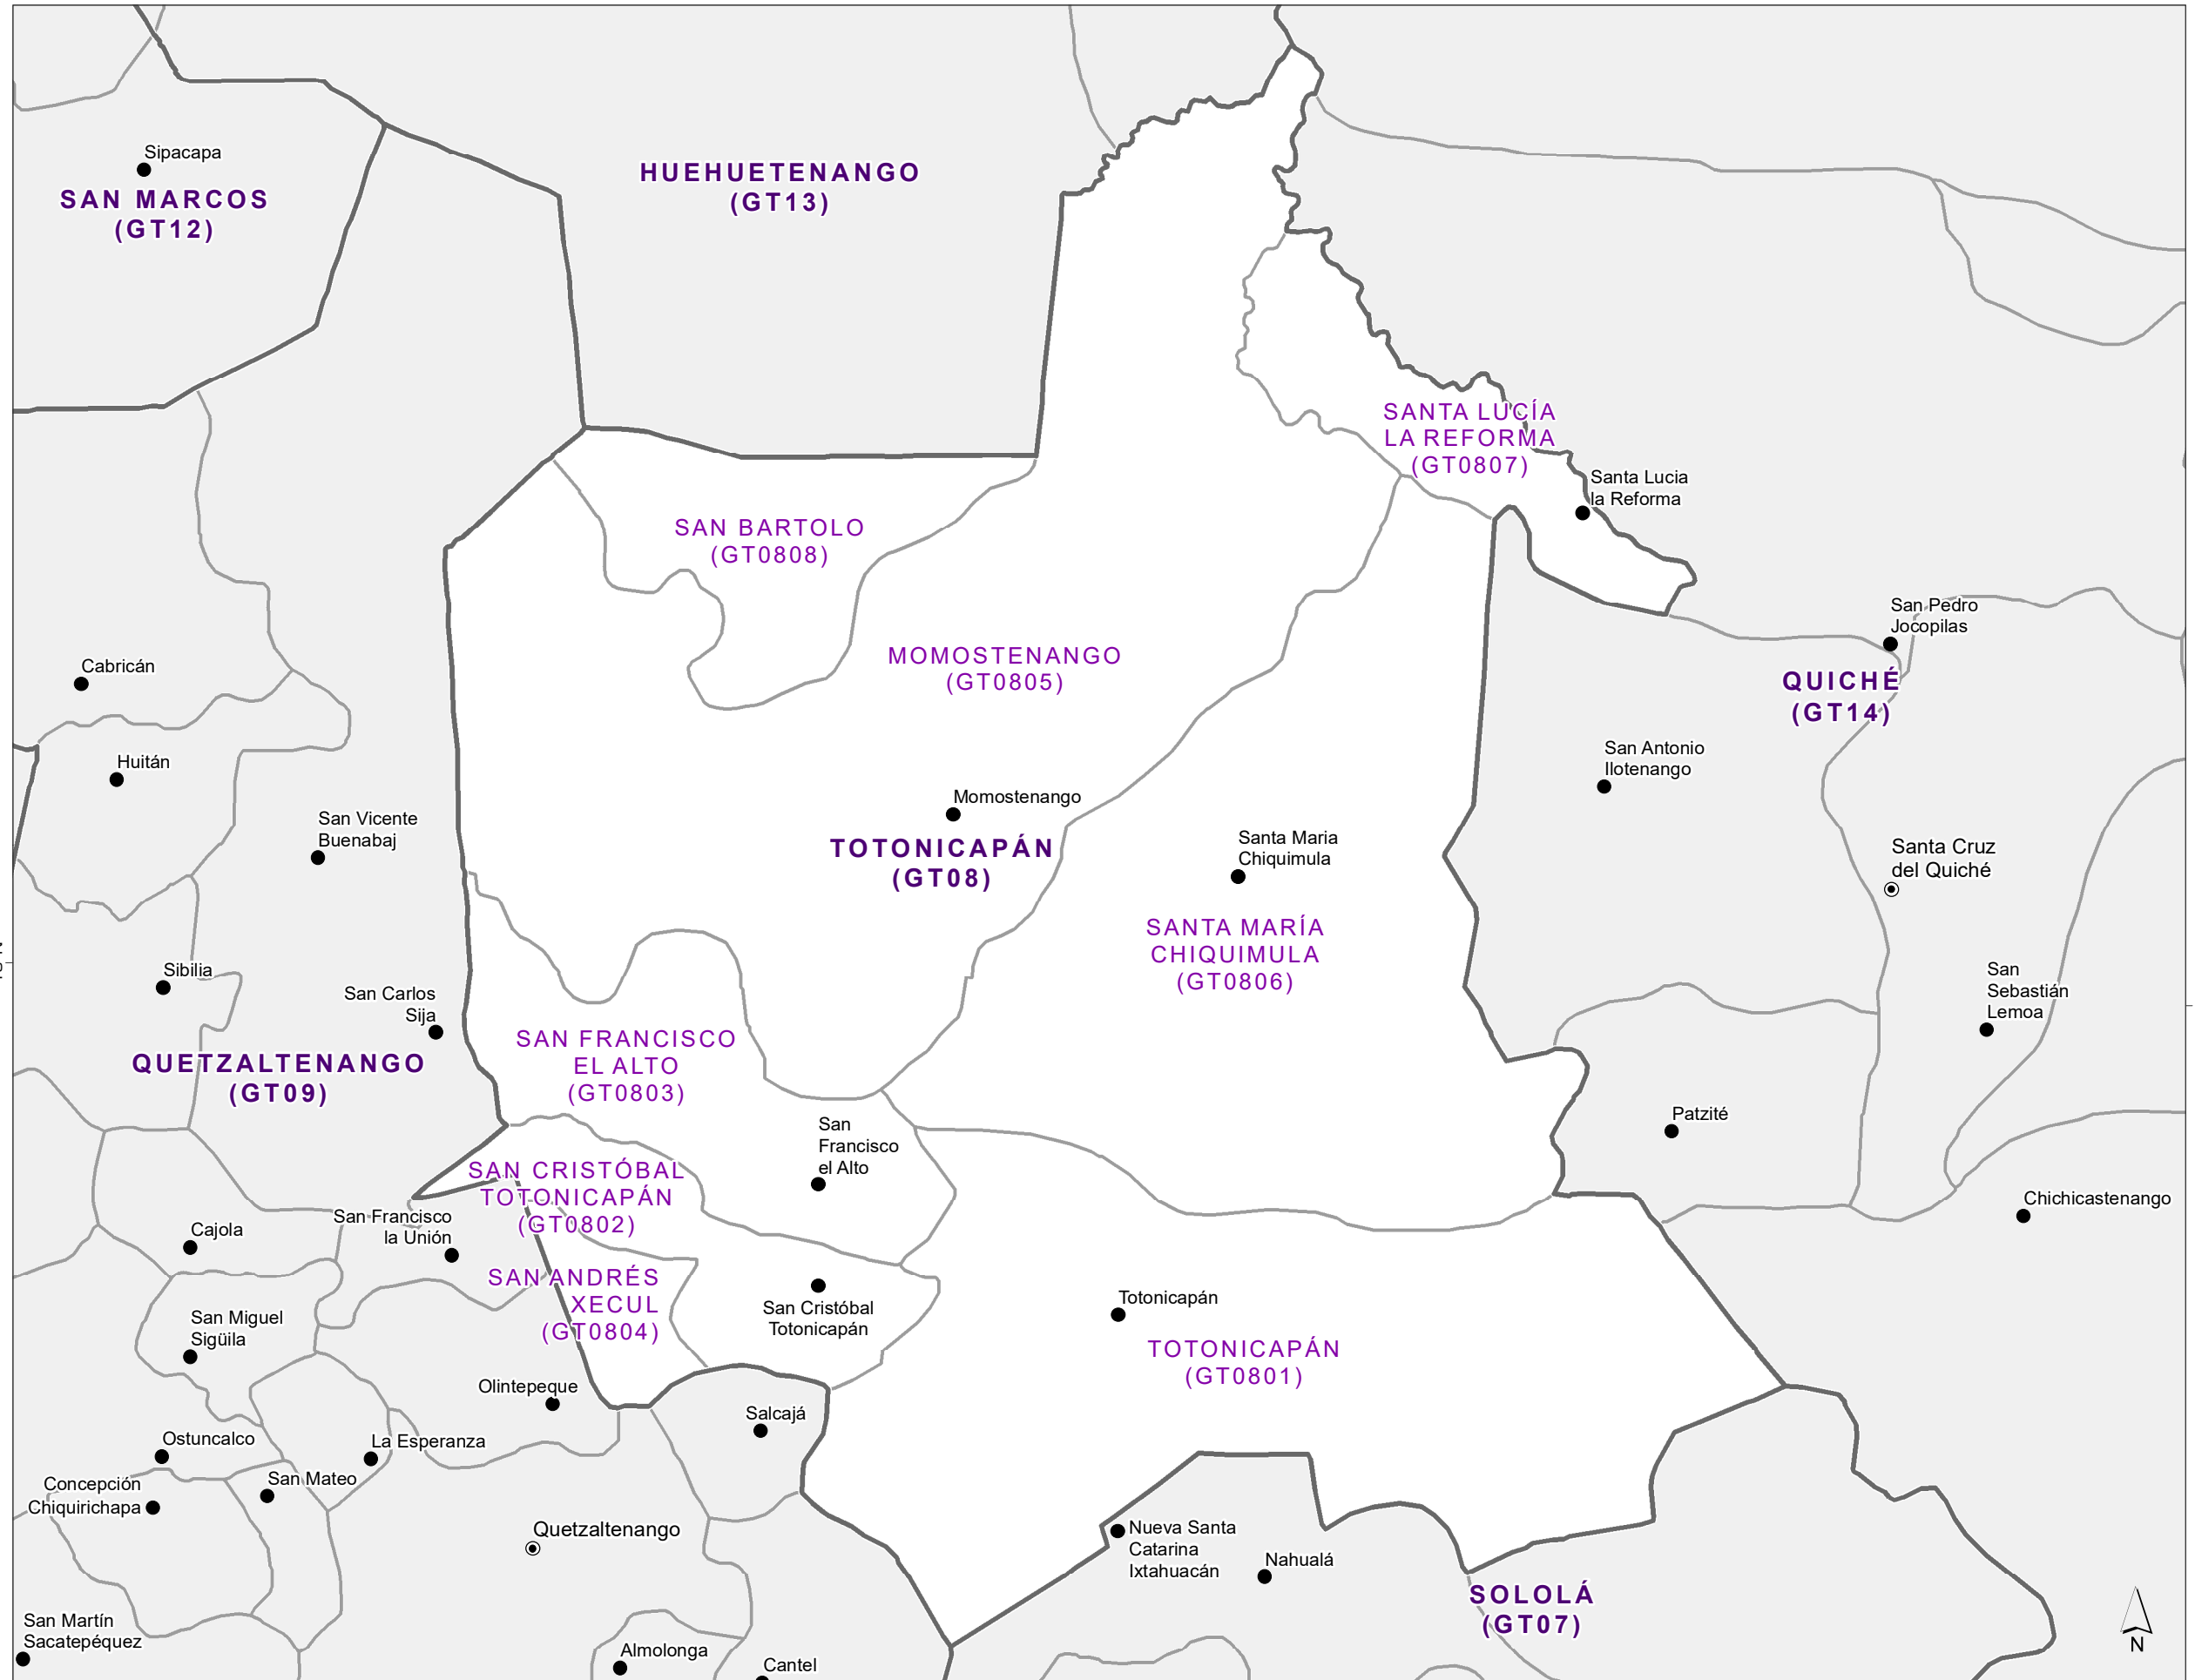 Sipacapa
SAN MARCOS
(GT12)
HUEHUETENANGO
(GT13)
SANTA LUCÍA
LA REFORMA
(GT0807)
Santa Lucia
la Reforma
SAN BARTOLO
(GT0808)
San Pedro
Jocopilas
MOMOSTENANGO
(GT0805)
QUICHÉ
(GT14)
Cabricán
Huitán
San Antonio
Ilotenango
San Vicente
Buenabaj
Momostenango
TOTONICAPÁN
(GT08)
Santa Maria
Chiquimula
Santa Cruz
del Quiché
SANTA MARÍA
CHIQUIMULA
(GT0806)
Sibilia
San Carlos
Sija
San
Sebastián
Lemoa
QUETZALTENANGO
(GT09)
SAN FRANCISCO
EL ALTO
(GT0803)
San
Francisco
el Alto
Patzité
SAN CRISTÓBAL
TOTONICAPÁN
(GT0802)
Chichicastenango
San Francisco
la Unión
Cajola
SAN ANDRÉS
XECUL
(GT0804)
San Cristóbal
Totonicapán
Totonicapán
TOTONICAPÁN
(GT0801)
San Miguel
Sigüila
Olintepeque
Salcajá
Ostuncalco
La Esperanza
Concepción
Chiquirichapa
San Mateo
Quetzaltenango
Nueva Santa
Catarina
Ixtahuacán
Nahualá
SOLOLÁ
(GT07)
San Martín
Sacatepéquez
Almolonga
Cantel
N